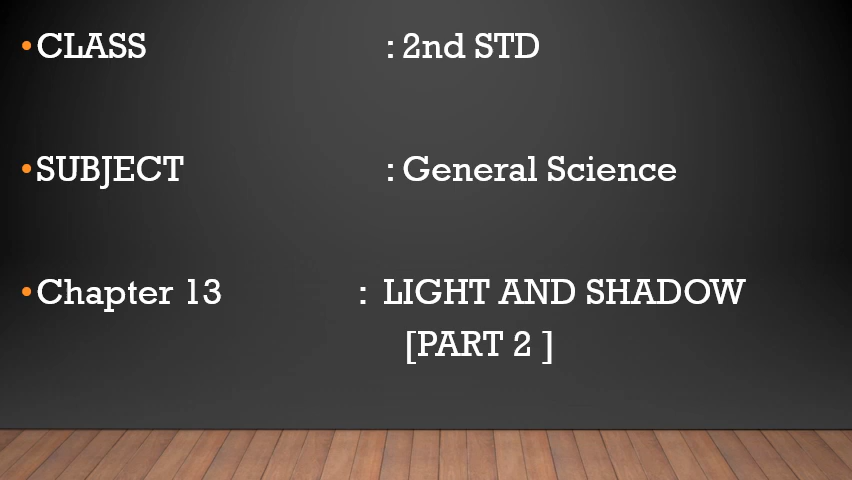 • CLASS : 2nd STD
• SUBJECT : General Science
• Chapter 13 : LIGHT AND SHADOW
[PART 2 ]